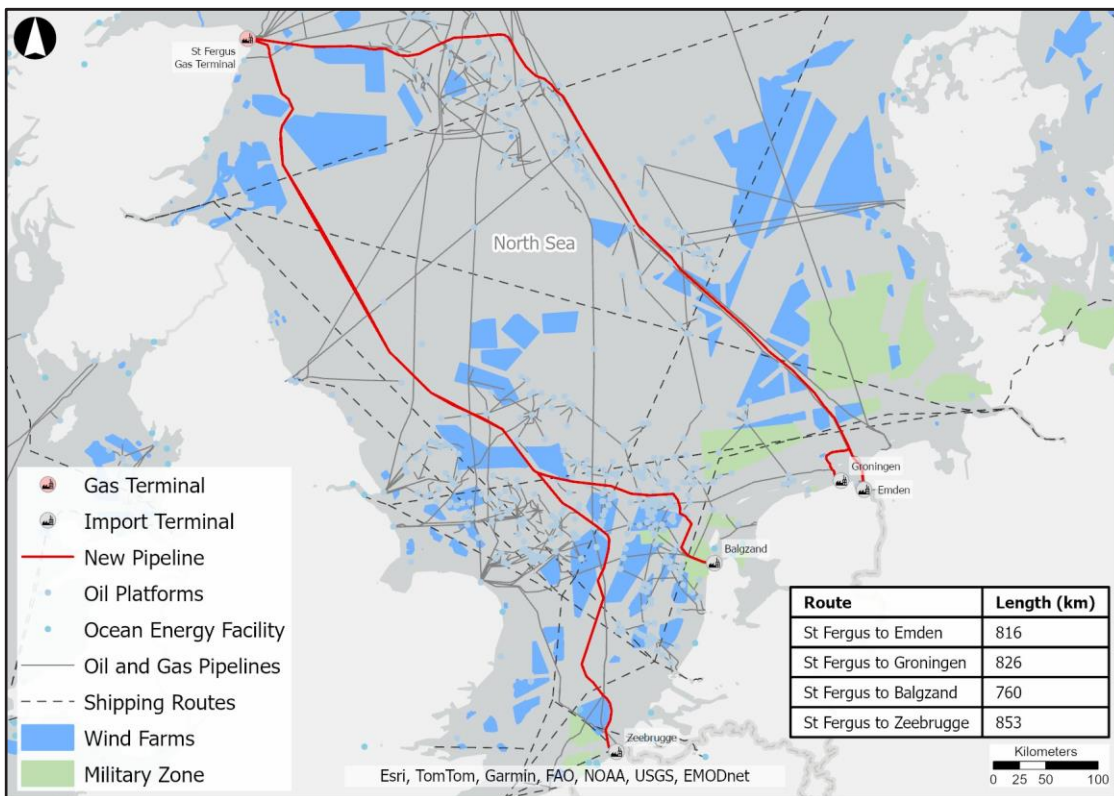 St Fergus
Gas Terminal
North Sea
Groningen
Emden
Balgzand
Zeebrugge
Gas Terminal
Import Terminal
New Pipeline
Oil Platforms
Ocean Energy Facility
Oil and Gas Pipelines
Shipping Routes
Wind Farms
Military Zone
Route Length (km)
St Fergus to Emden 816
St Fergus to Groningen 826
St Fergus to Balgzand 760
St Fergus to Zeebrugge 853
Kilometers
0 25 50 100
Esri, TomTom, Garmin, FAO, NOAA, USGS, EMODnet